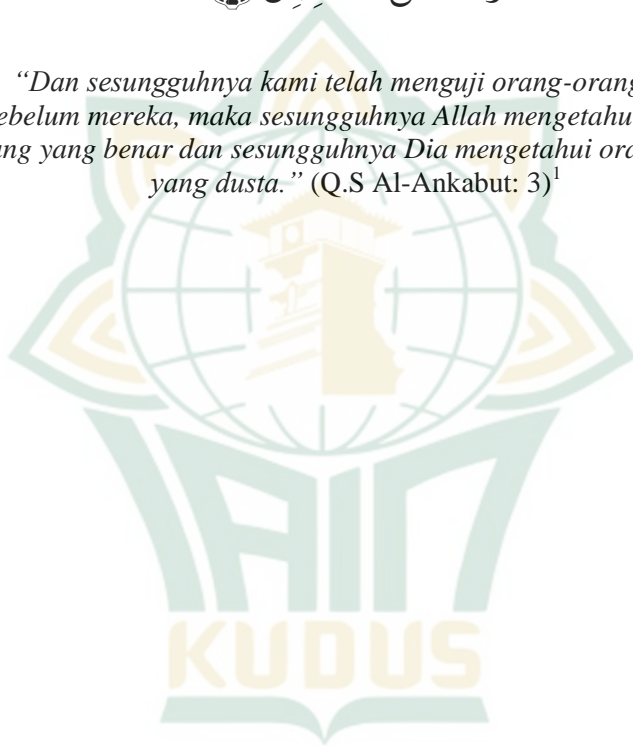 “Dan sesungguhnya kami telah menguji orang-orang
sebelum mereka, maka sesungguhnya Allah mengetahui
yang benar dan sesungguhnya Dia mengetahui
yang dusta.” (Q.S Al-Ankabut: 3)1
IAIN
KUDUS